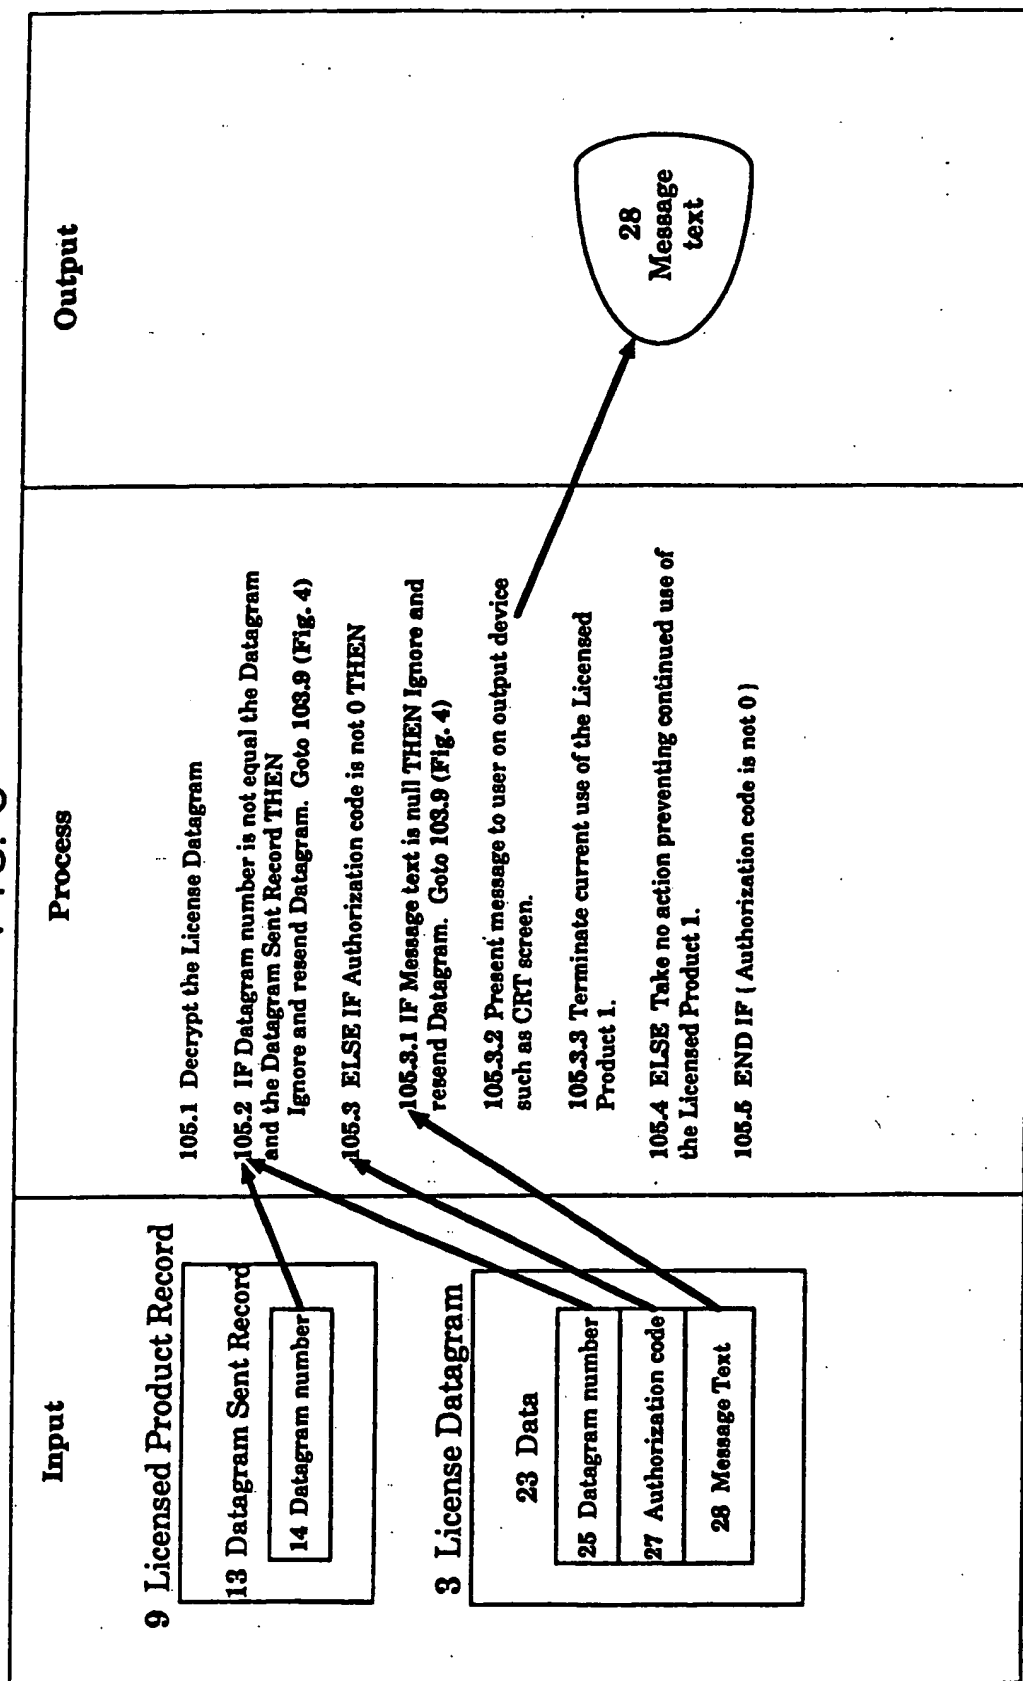 Input
Process
Output
9 Licensed Product Record
13 Datagram Sent Record
14 Datagram number
3 License Datagram
23 Data
25 Datagram number
27 Authorization code
28 Message Text
105.1 Decrypt the License Datagram
105.2 IF Datagram number is not equal the Datagram
and the Datagram Sent Record THEN
Ignore and resend Datagram. Goto 103.9 (Fig. 4)
105.3 ELSE IF Authorization code is not 0 THEN
105.3.1 IF Message text is null THEN Ignore and
resend Datagram. Goto 103.9 (Fig. 4)
105.3.2 Present message to user on output device
such as CRT screen.
105.3.3 Terminate current use of the Licensed
Product 1.
105.4 ELSE Take no action preventing continued use of
the Licensed Product 1.
105.5 END IF { Authorization code is not 0 }
28
Message
text